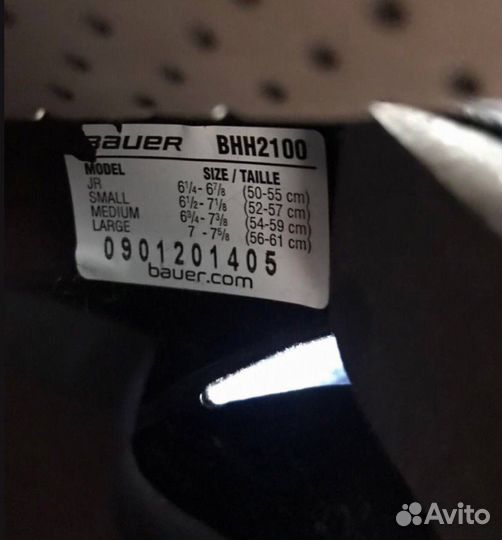 BAUER BHH2100
MODEL SIZE / TAILLE
JR 6¼- 6⅞ (50-55 cm)
SMALL 6½- 7⅛ (52-57 cm)
MEDIUM 6¾- 7⅜ (54-59 cm)
LARGE 7 - 7⅝ (56-61 cm)
0901201405
bauer.com
Avito